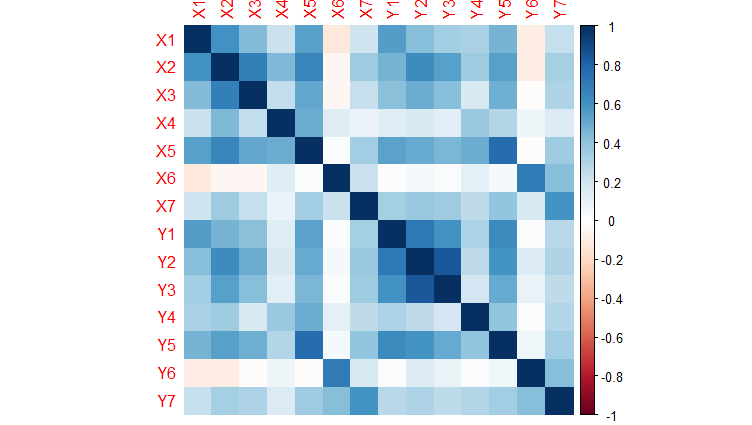 X1 X2 X3 X4 X5 X6 X7 Y1 Y2 Y3 Y4 Y5 Y6 Y7
X1
X2
X3
X4
X5
X6
X7
Y1
Y2
Y3
Y4
Y5
Y6
Y7
1
0.8
0.6
0.4
0.2
0
-0.2
-0.4
-0.6
-0.8
-1